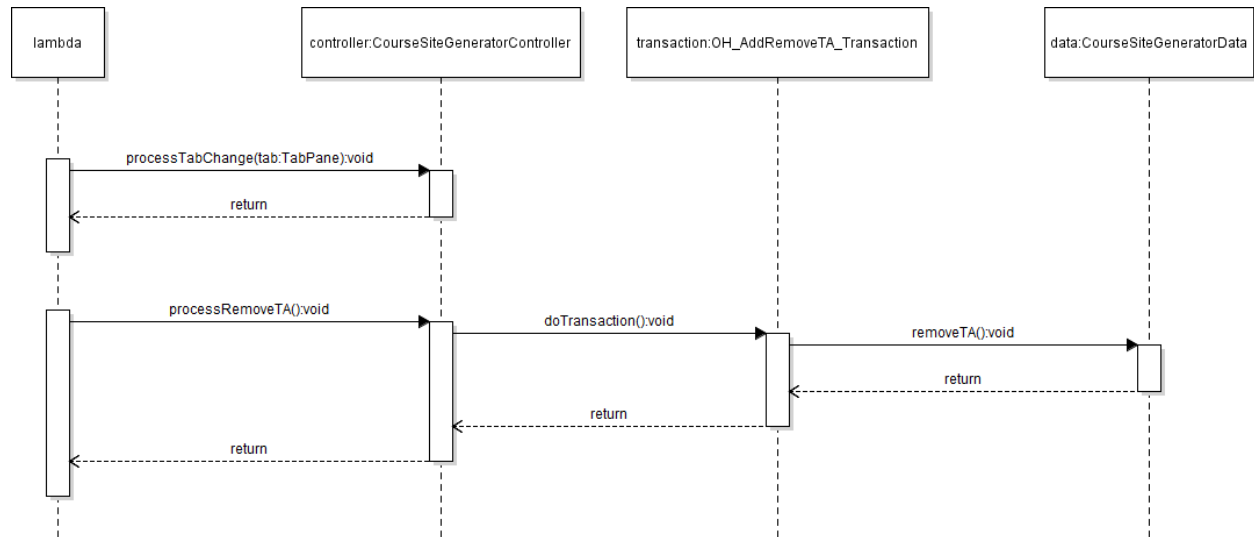 lambda
controller:CourseSiteGeneratorController
transaction:OH_AddRemoveTA_Transaction
data:CourseSiteGeneratorData
processTabChange(tab:TabPane):void
return
processRemoveTA():void
doTransaction():void
removeTA():void
return
return
return